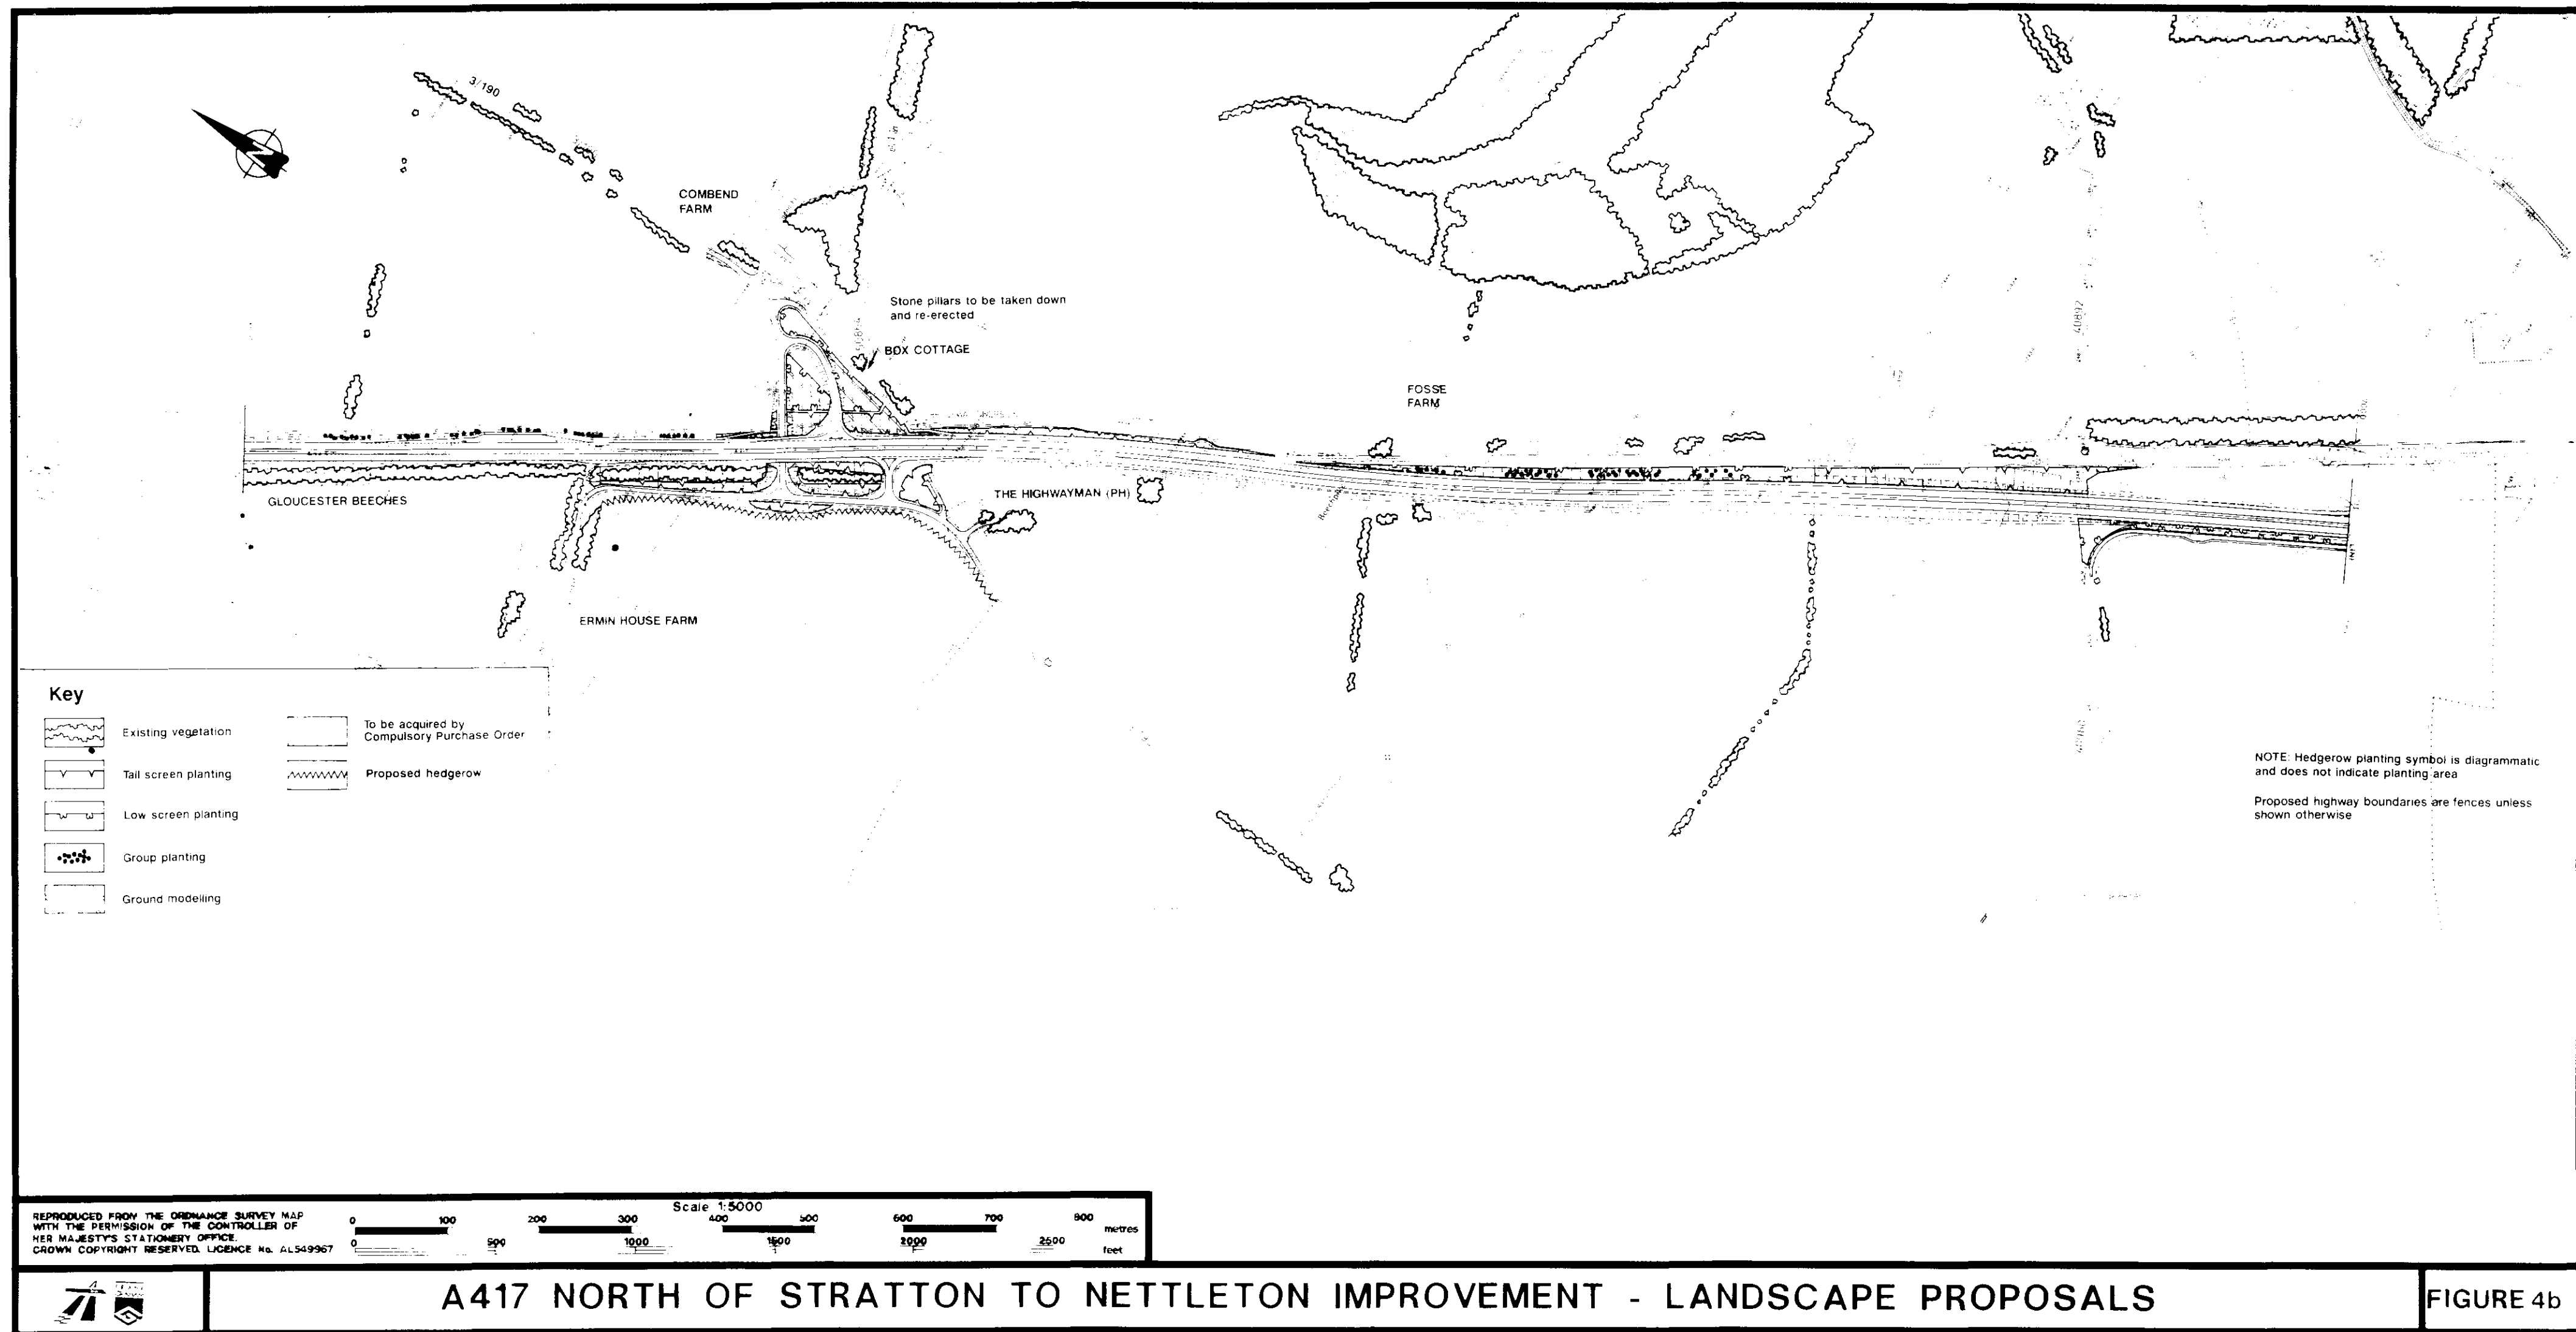 3/190
COMBEND
FARM
Stone pillars to be taken down
and re-erected
BOX COTTAGE
FOSSE
FARM
40892
GLOUCESTER BEECHES
THE HIGHWAYMAN (PH)
ERMIN HOUSE FARM
Key
Existing vegetation
To be acquired by
Compulsory Purchase Order
Tall screen planting
Proposed hedgerow
Low screen planting
Group planting
Ground modelling
NOTE: Hedgerow planting symbol is diagrammatic
and does not indicate planting area
Proposed highway boundaries are fences unless
shown otherwise
REPRODUCED FROM THE ORDNANCE SURVEY MAP
WITH THE PERMISSION OF THE CONTROLLER OF
HER MAJESTY'S STATIONERY OFFICE.
CROWN COPYRIGHT RESERVED. LICENCE No. AL549967
Scale 1:5000
0 100 200 300 400 500 600 700 800 metres
0 500 1000 1500 2000 2500 feet
A417 NORTH OF STRATTON TO NETTLETON IMPROVEMENT - LANDSCAPE PROPOSALS
FIGURE 4b